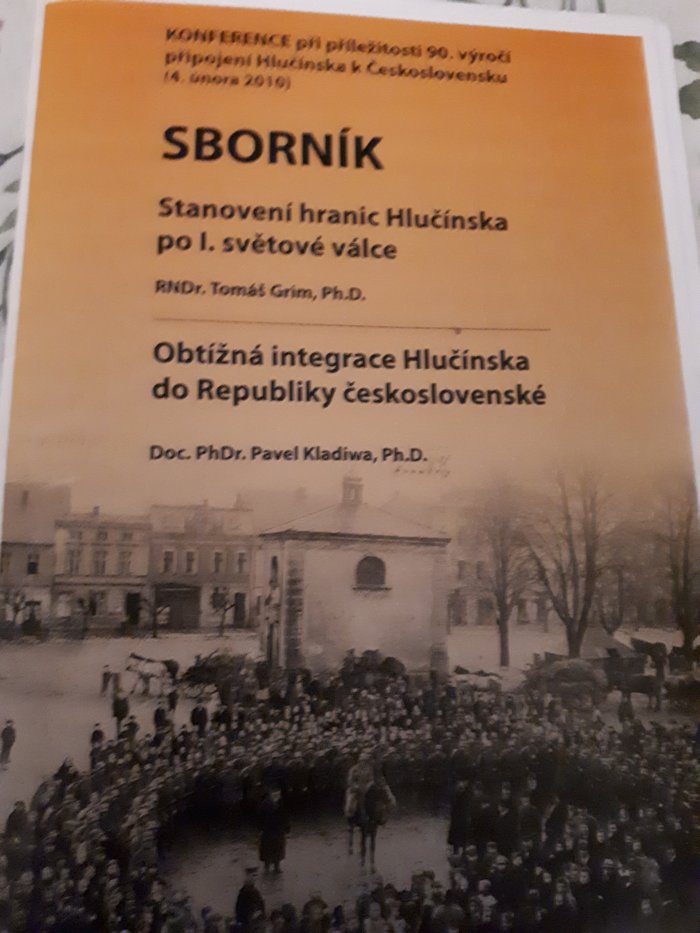 KONFERENCE při příležitosti 90. výročí
připojení Hlučínska k Československu
(4. února 2010)
SBORNÍK
Stanovení hranic Hlučínska
po I. světové válce
RNDr. Tomáš Grim, Ph.D.
Obtížná integrace Hlučínska
do Republiky československé
Doc. PhDr. Pavel Kladiwa, Ph.D.